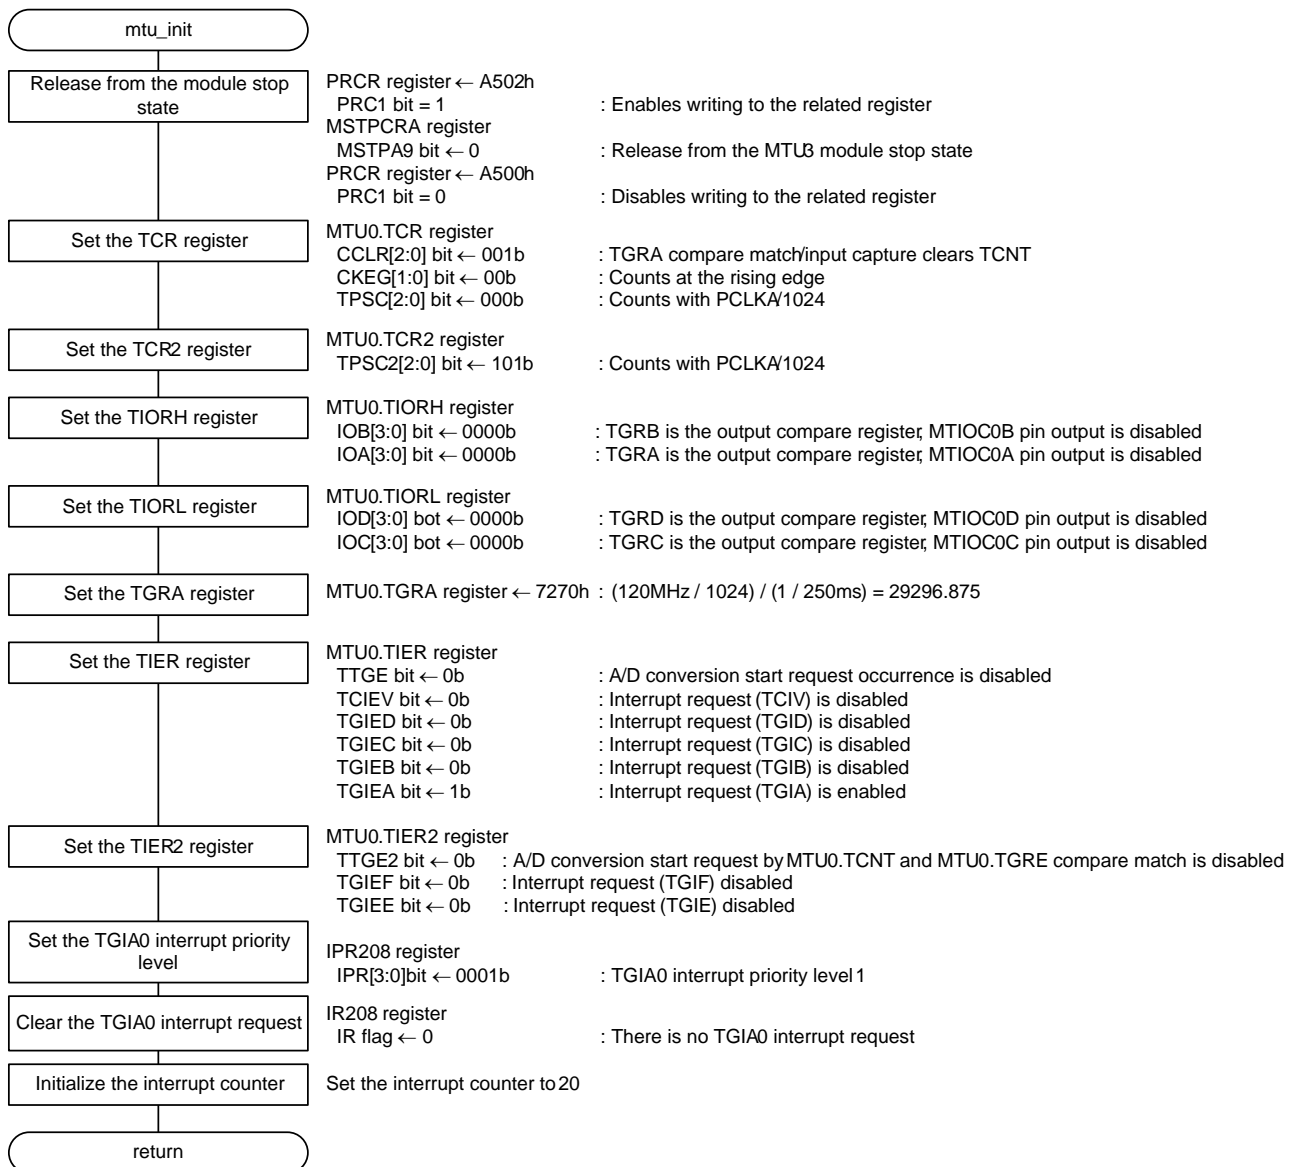 mtu_init
Release from the module stop
state
PRCR register ← A502h
PRC1 bit = 1 : Enables writing to the related register
MSTPCRA register
MSTPA9 bit ← 0 : Release from the MTU3 module stop state
PRCR register ← A500h
PRC1 bit = 0 : Disables writing to the related register
Set the TCR register
MTU0.TCR register
CCLR[2:0] bit ← 001b : TGRA compare match/input capture clears TCNT
CKEG[1:0] bit ← 00b : Counts at the rising edge
TPSC[2:0] bit ← 000b : Counts with PCLKA/1024
Set the TCR2 register
MTU0.TCR2 register
TPSC2[2:0] bit ← 101b : Counts with PCLKA/1024
Set the TIORH register
MTU0.TIORH register
IOB[3:0] bit ← 0000b : TGRB is the output compare register, MTIOC0B pin output is disabled
IOA[3:0] bit ← 0000b : TGRA is the output compare register, MTIOC0A pin output is disabled
Set the TIORL register
MTU0.TIORL register
IOD[3:0] bot ← 0000b : TGRD is the output compare register, MTIOC0D pin output is disabled
IOC[3:0] bot ← 0000b : TGRC is the output compare register, MTIOC0C pin output is disabled
Set the TGRA register
MTU0.TGRA register ← 7270h : (120MHz / 1024) / (1 / 250ms) = 29296.875
Set the TIER register
MTU0.TIER register
TTGE bit ← 0b : A/D conversion start request occurrence is disabled
TCIEV bit ← 0b : Interrupt request (TCIV) is disabled
TGIED bit ← 0b : Interrupt request (TGID) is disabled
TGIEC bit ← 0b : Interrupt request (TGIC) is disabled
TGIEB bit ← 0b : Interrupt request (TGIB) is disabled
TGIEA bit ← 1b : Interrupt request (TGIA) is enabled
Set the TIER2 register
MTU0.TIER2 register
TTGE2 bit ← 0b : A/D conversion start request by MTU0.TCNT and MTU0.TGRE compare match is disabled
TGIEF bit ← 0b : Interrupt request (TGIF) disabled
TGIEE bit ← 0b : Interrupt request (TGIE) disabled
Set the TGIA0 interrupt priority
level
IPR208 register
IPR[3:0]bit ← 0001b : TGIA0 interrupt priority level 1
Clear the TGIA0 interrupt request
IR208 register
IR flag ← 0 : There is no TGIA0 interrupt request
Initialize the interrupt counter
Set the interrupt counter to 20
return